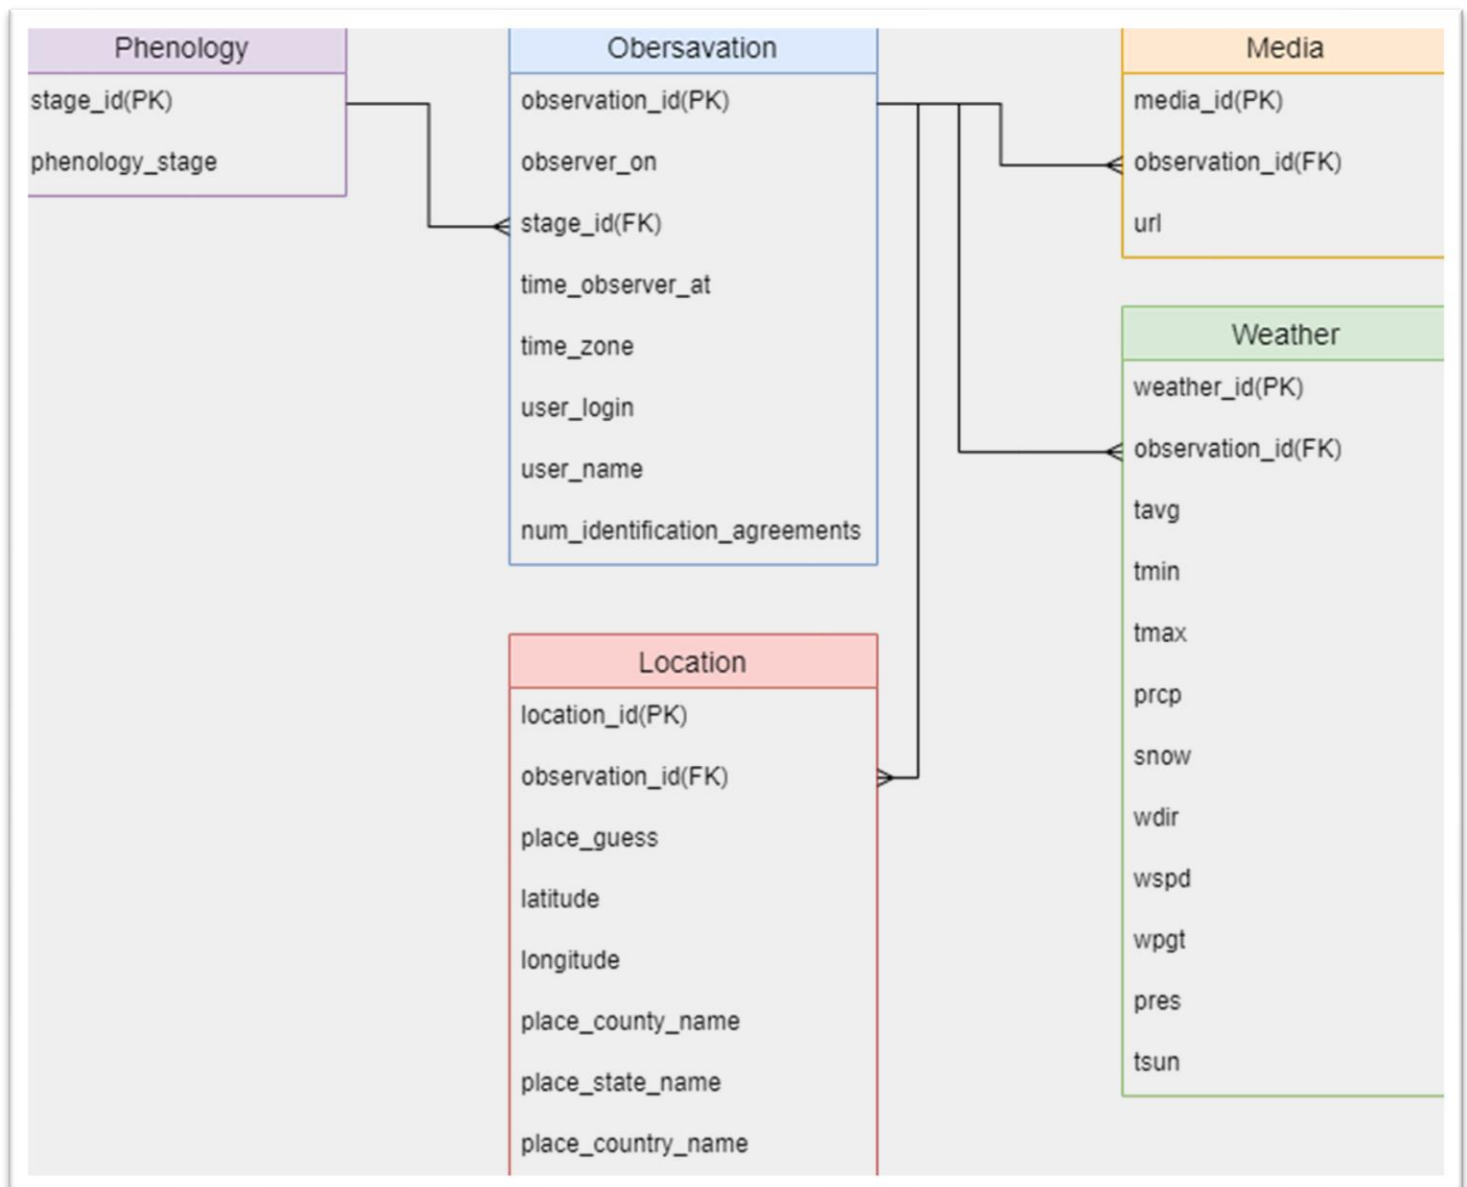 Phenology
stage_id(PK)
phenology_stage
Obersavation
observation_id(PK)
observer_on
stage_id(FK)
time_observer_at
time_zone
user_login
user_name
num_identification_agreements
Media
media_id(PK)
observation_id(FK)
url
Weather
weather_id(PK)
observation_id(FK)
tavg
tmin
tmax
prcp
snow
wdir
wspd
wpgt
pres
tsun
Location
location_id(PK)
observation_id(FK)
place_guess
latitude
longitude
place_county_name
place_state_name
place_country_name